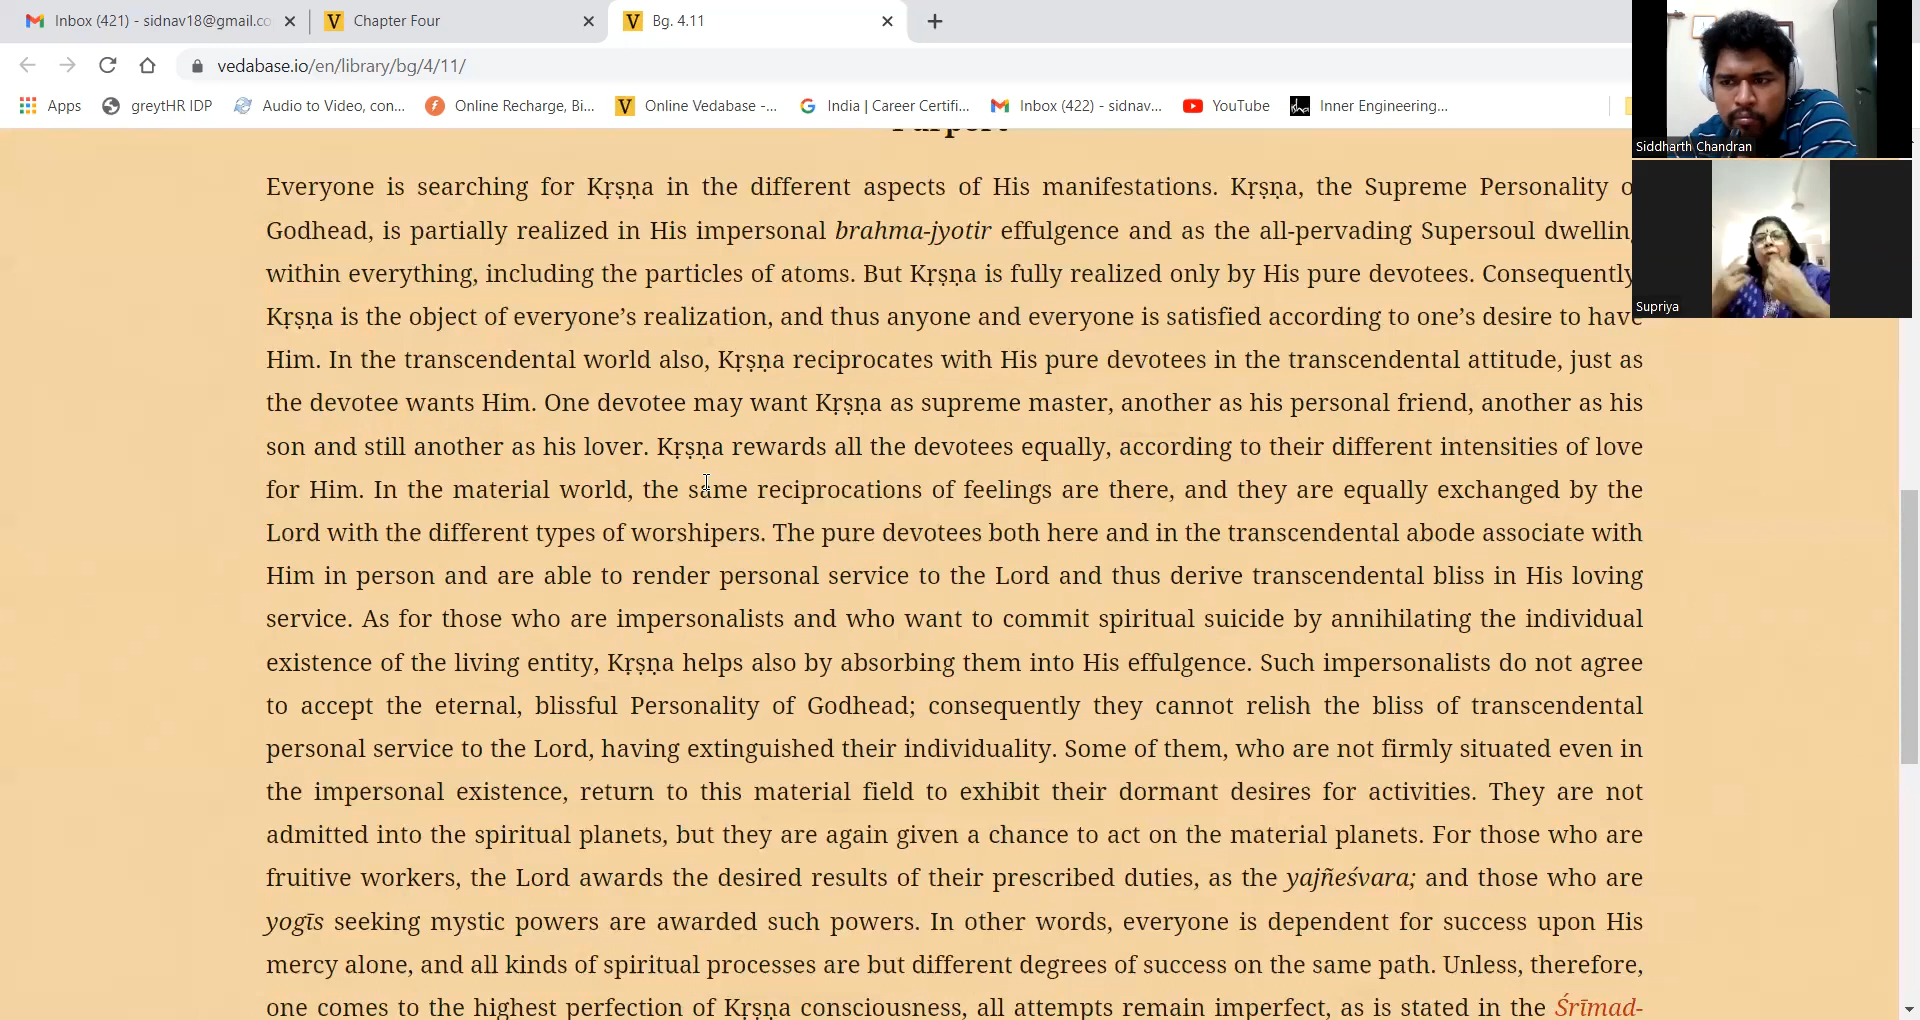 Inbox (421) - sidnav18@gmail.co
Chapter Four
Bg. 4.11
vedabase.io/en/library/bg/4/11/
Apps greytHR IDP Audio to Video, con... Online Recharge, Bi... Online Vedabase -... India | Career Certifi... Inbox (422) - sidnav... YouTube Inner Engineering...
Siddharth Chandran
Supriya
Everyone is searching for Kṛṣṇa in the different aspects of His manifestations. Kṛṣṇa, the Supreme Personality o
Godhead, is partially realized in His impersonal brahma-jyotir effulgence and as the all-pervading Supersoul dwelling
within everything, including the particles of atoms. But Kṛṣṇa is fully realized only by His pure devotees. Consequently
Kṛṣṇa is the object of everyone’s realization, and thus anyone and everyone is satisfied according to one’s desire to have
Him. In the transcendental world also, Kṛṣṇa reciprocates with His pure devotees in the transcendental attitude, just as
the devotee wants Him. One devotee may want Kṛṣṇa as supreme master, another as his personal friend, another as his
son and still another as his lover. Kṛṣṇa rewards all the devotees equally, according to their different intensities of love
for Him. In the material world, the same reciprocations of feelings are there, and they are equally exchanged by the
Lord with the different types of worshipers. The pure devotees both here and in the transcendental abode associate with
Him in person and are able to render personal service to the Lord and thus derive transcendental bliss in His loving
service. As for those who are impersonalists and who want to commit spiritual suicide by annihilating the individual
existence of the living entity, Kṛṣṇa helps also by absorbing them into His effulgence. Such impersonalists do not agree
to accept the eternal, blissful Personality of Godhead; consequently they cannot relish the bliss of transcendental
personal service to the Lord, having extinguished their individuality. Some of them, who are not firmly situated even in
the impersonal existence, return to this material field to exhibit their dormant desires for activities. They are not
admitted into the spiritual planets, but they are again given a chance to act on the material planets. For those who are
fruitive workers, the Lord awards the desired results of their prescribed duties, as the yajñeśvara; and those who are
yogīs seeking mystic powers are awarded such powers. In other words, everyone is dependent for success upon His
mercy alone, and all kinds of spiritual processes are but different degrees of success on the same path. Unless, therefore,
one comes to the highest perfection of Kṛṣṇa consciousness, all attempts remain imperfect, as is stated in the Śrīmad-